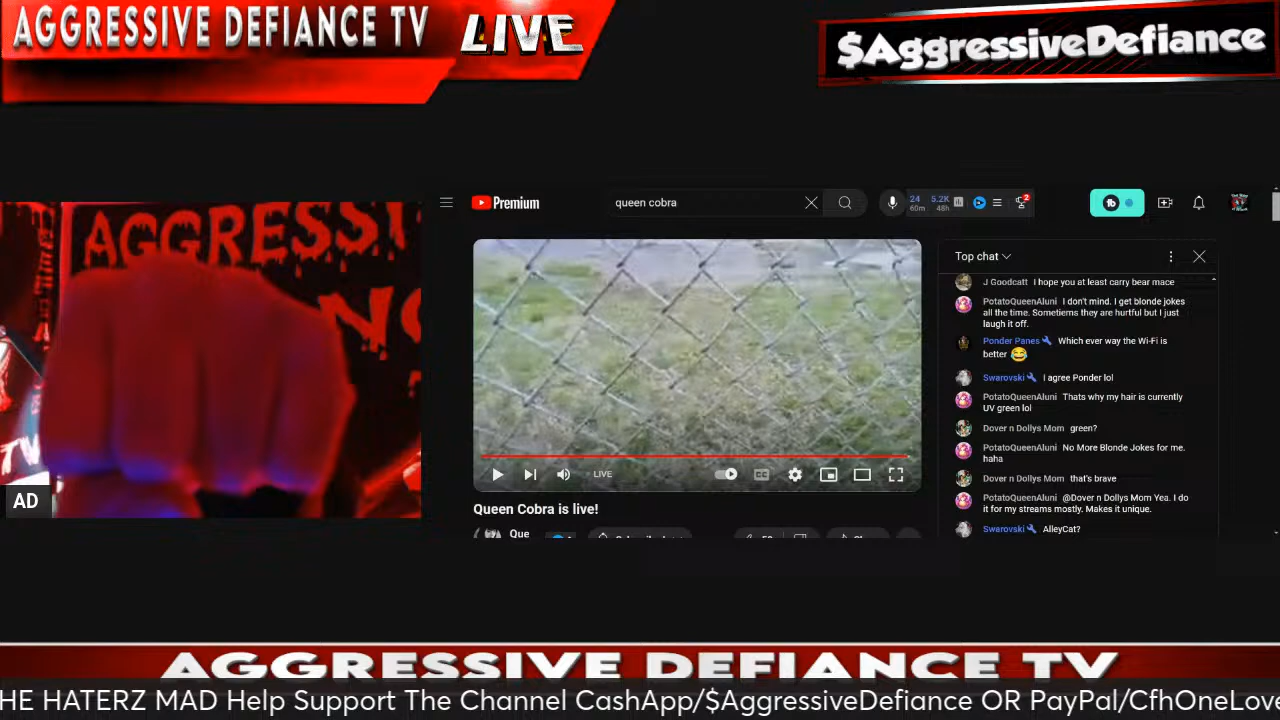 AGGRESSIVE DEFIANCE TV
LIVE
$AggressiveDefiance
Premium
queen cobra
24
60m
5.2K
48h
2
AGGRESSI
TV
AD
LIVE
CC
Queen Cobra is live!
Que
Top chat
J Goodcatt I hope you at least carry bear mace
PotatoQueenAluni I don't mind. I get blonde jokes
all the time. Sometiems they are hurtful but I just
laugh it off.
Ponder Panes Which ever way the Wi-Fi is
better 😂
Swarovski I agree Ponder lol
PotatoQueenAluni Thats why my hair is currently
UV green lol
Dover n Dollys Mom green?
PotatoQueenAluni No More Blonde Jokes for me.
haha
Dover n Dollys Mom that's brave
PotatoQueenAluni @Dover n Dollys Mom Yea. I do
it for my streams mostly. Makes it unique.
Swarovski AlleyCat?
AGGRESSIVE DEFIANCE TV
HE HATERZ MAD Help Support The Channel CashApp/$AggressiveDefiance OR PayPal/CfhOneLove